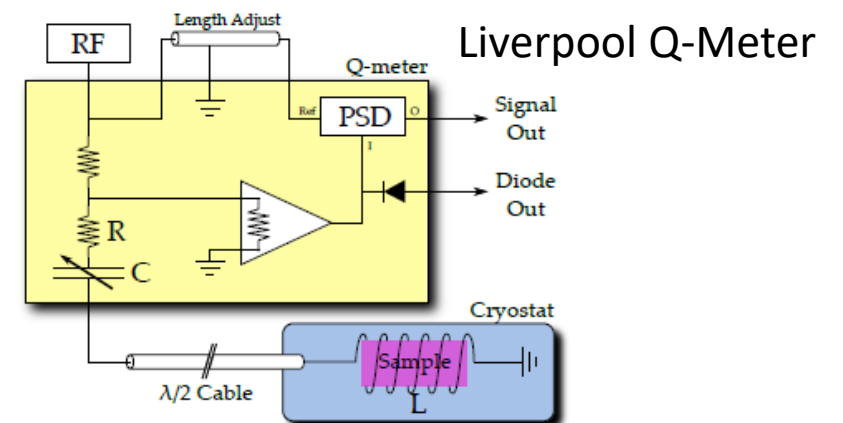 Length Adjust
RF
Liverpool Q-Meter
Q-meter
Ref
PSD
O
I
Signal
Out
Diode
Out
R
C
Cryostat
Sample
L
λ/2 Cable